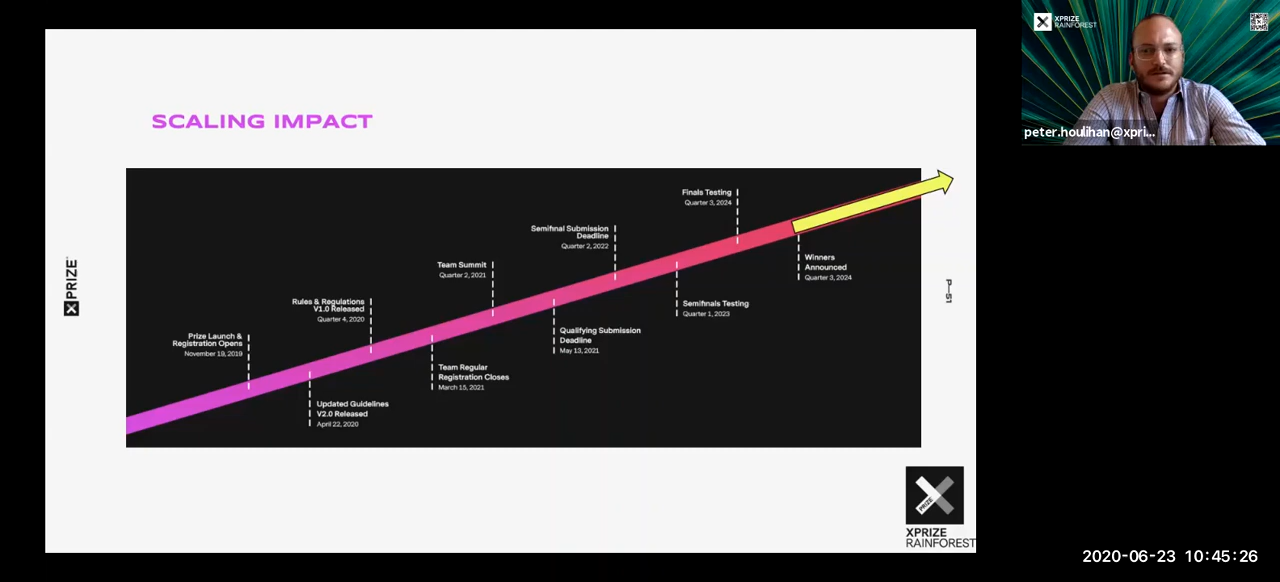 SCALING IMPACT
XPRIZE
Finals Testing
Quarter 3, 2024
Semifinal Submission
Deadline
Quarter 2, 2022
Team Summit
Quarter 2, 2021
Rules & Regulations
V1.0 Released
Quarter 4, 2020
Prize Launch &
Registration Opens
November 19, 2019
Winners
Announced
Quarter 3, 2024
Semifinals Testing
Quarter 1, 2023
Qualifying Submission
Deadline
May 13, 2021
Team Regular
Registration Closes
March 15, 2021
Updated Guidelines
V2.0 Released
April 22, 2020
P—51
PRIZE
XPRIZE
RAINFOREST
XPRIZE
RAINFOREST
peter.houlihan@xpri...
2020-06-23 10:45:26